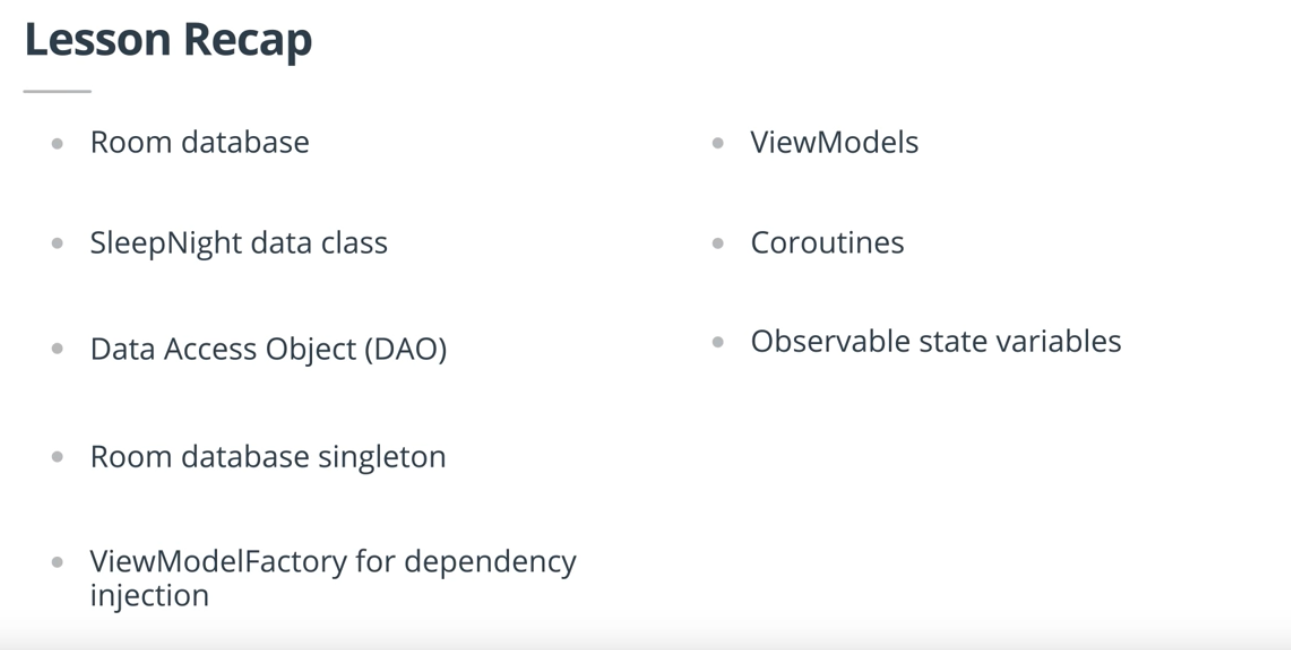 Lesson Recap
Room database
SleepNight data class
Data Access Object (DAO)
Room database singleton
ViewModelFactory for dependency
injection
ViewModels
Coroutines
Observable state variables